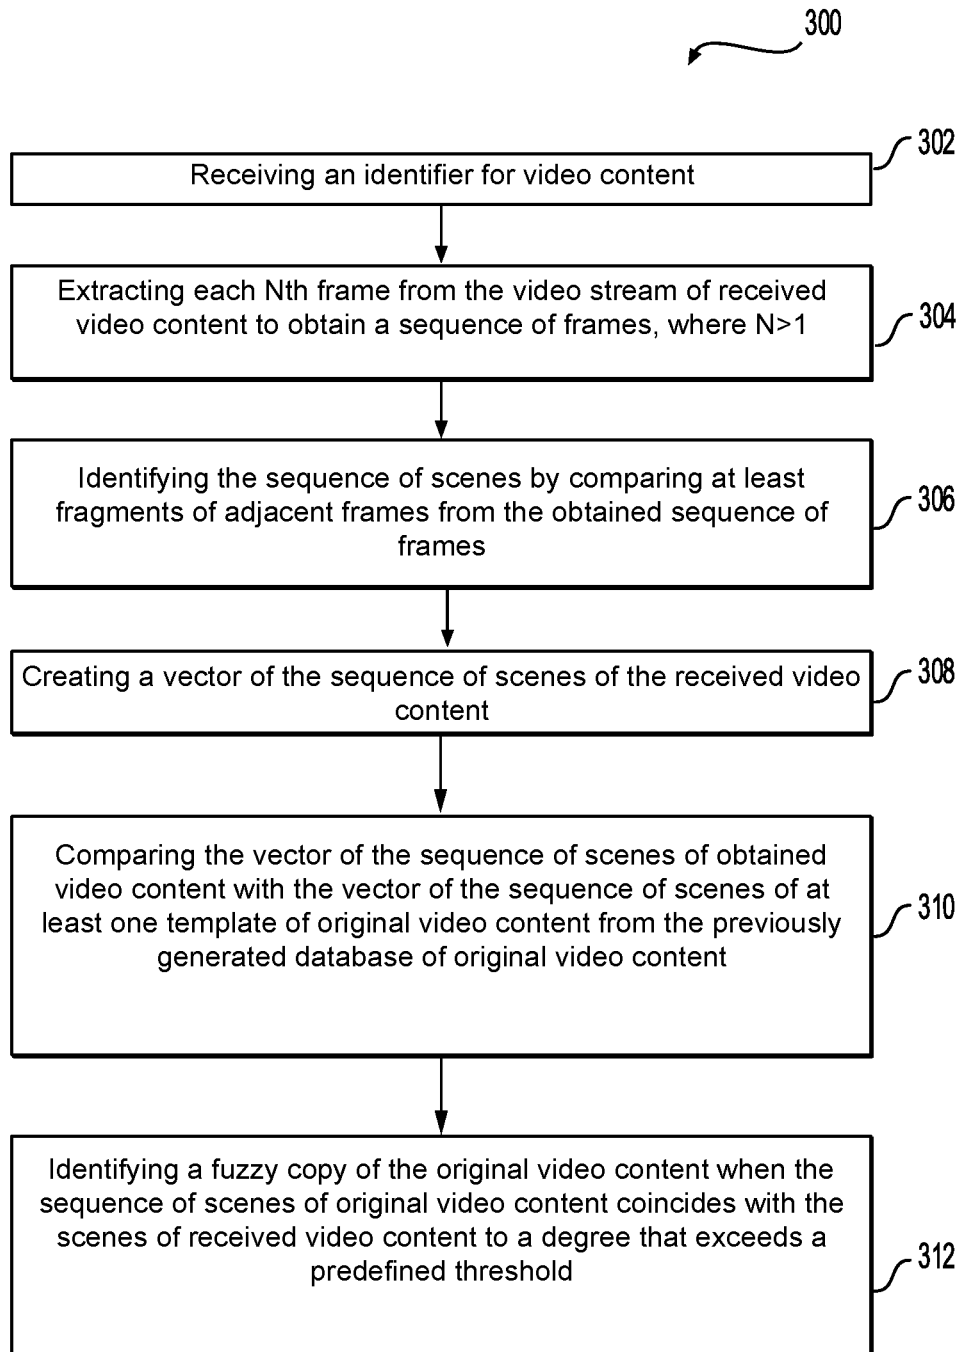 300
302
Receiving an identifier for video content
Extracting each Nth frame from the video stream of received
video content to obtain a sequence of frames, where N>1
304
Identifying the sequence of scenes by comparing at least
fragments of adjacent frames from the obtained sequence of
frames
306
Creating a vector of the sequence of scenes of the received video
content
308
Comparing the vector of the sequence of scenes of obtained
video content with the vector of the sequence of scenes of at
least one template of original video content from the previously
generated database of original video content
310
Identifying a fuzzy copy of the original video content when the
sequence of scenes of original video content coincides with the
scenes of received video content to a degree that exceeds a
predefined threshold
312